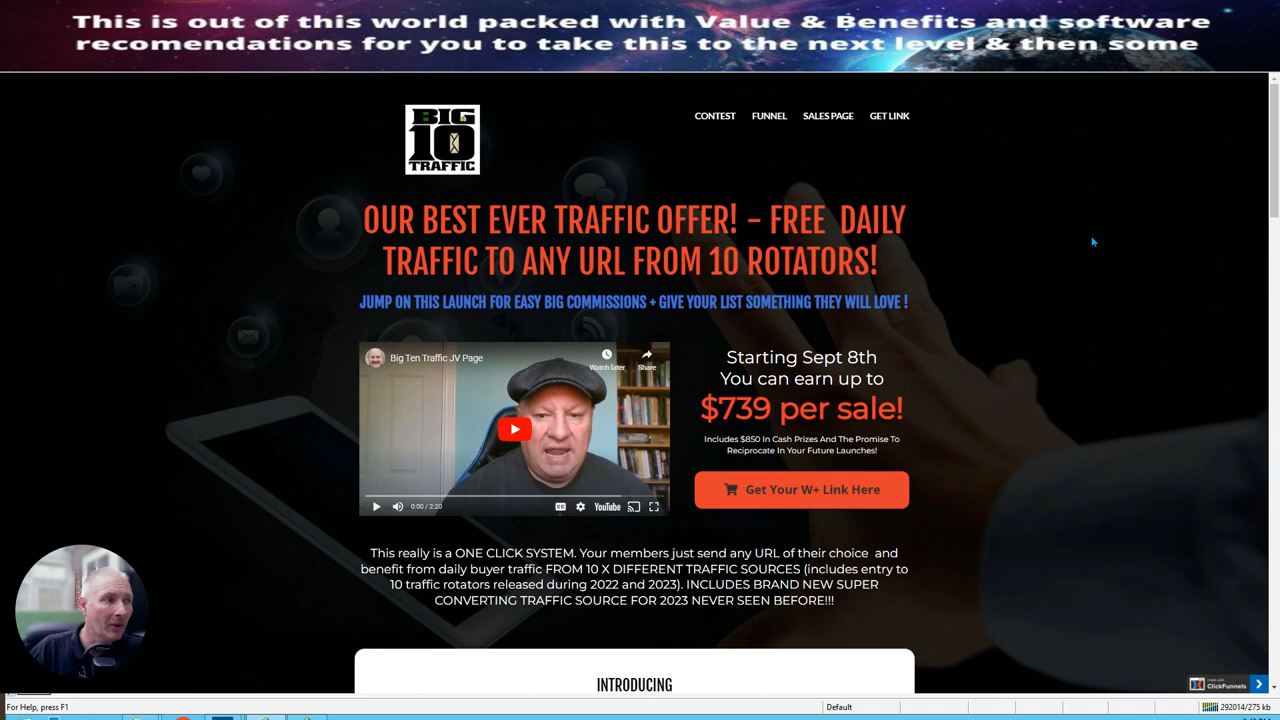 This is out of this world packed with Value & Benefits and software
recomendations for you to take this to the next level & then some
BIG
10
TRAFFIC
CONTEST FUNNEL SALES PAGE GET LINK
OUR BEST EVER TRAFFIC OFFER! - FREE DAILY
TRAFFIC TO ANY URL FROM 10 ROTATORS!
JUMP ON THIS LAUNCH FOR EASY BIG COMMISSIONS + GIVE YOUR LIST SOMETHING THEY WILL LOVE !
Big Ten Traffic JV Page
Watch later Share
0:00 / 2:20
CC
YouTube
Starting Sept 8th
You can earn up to
$739 per sale!
Includes $850 In Cash Prizes And The Promise To
Reciprocate In Your Future Launches!
Get Your W+ Link Here
This really is a ONE CLICK SYSTEM. Your members just send any URL of their choice and
benefit from daily buyer traffic FROM 10 X DIFFERENT TRAFFIC SOURCES (includes entry to
10 traffic rotators released during 2022 and 2023). INCLUDES BRAND NEW SUPER
CONVERTING TRAFFIC SOURCE FOR 2023 NEVER SEEN BEFORE!!!
INTRODUCING
made with
ClickFunnels
For Help, press F1
Default
292014/275 kb